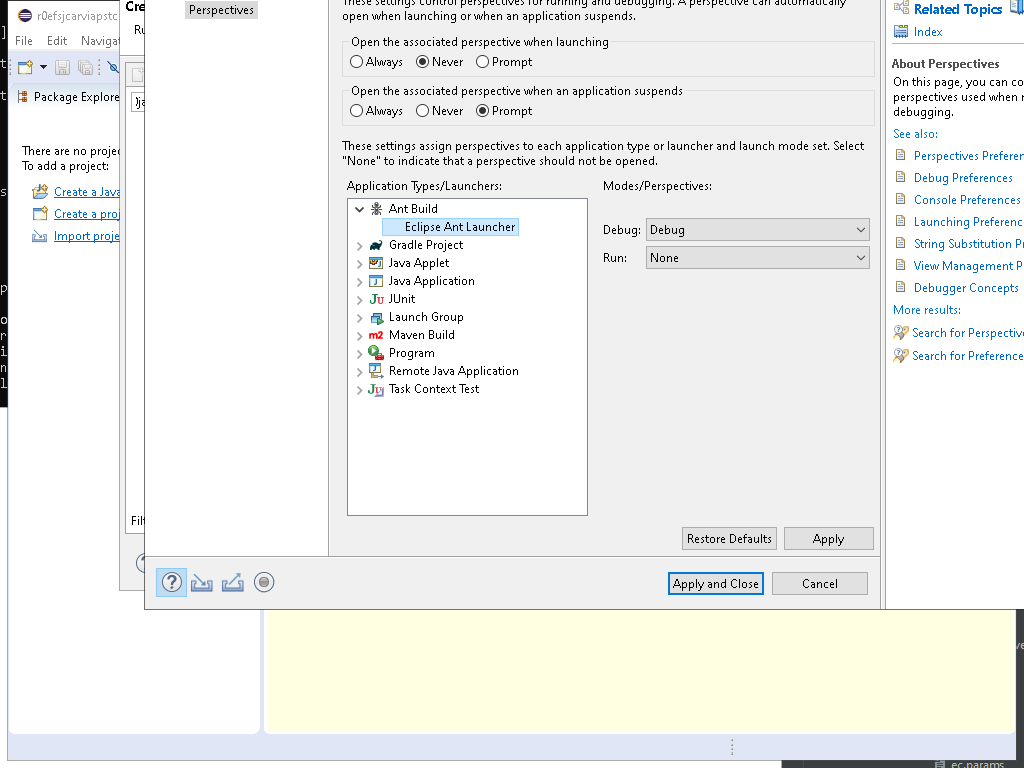 r0efsjcarviapstc
File Edit Naviga
Package Explore
There are no projec
To add a project:
Create a Java
Create a proj
Import proje
Cre
Ru
Filt
Perspectives
These settings control perspectives for running and debugging. A perspective can automatically
open when launching or when an application suspends.
Open the associated perspective when launching
Always Never Prompt
Open the associated perspective when an application suspends
Always Never Prompt
These settings assign perspectives to each application type or launcher and launch mode set. Select
"None" to indicate that a perspective should not be opened.
Application Types/Launchers: Modes/Perspectives:
Ant Build
Eclipse Ant Launcher
Gradle Project
Java Applet
Java Application
JUnit
Launch Group
Maven Build
Program
Remote Java Application
Task Context Test
Debug: Debug
Run: None
Restore Defaults Apply
Apply and Close Cancel
Related Topics
Index
About Perspectives
On this page, you can co
perspectives used when r
debugging.
See also:
Perspectives Preferen
Debug Preferences
Console Preferences
Launching Preferenc
String Substitution Pr
View Management P
Debugger Concepts
More results:
Search for Perspective
Search for Preference
ec.params